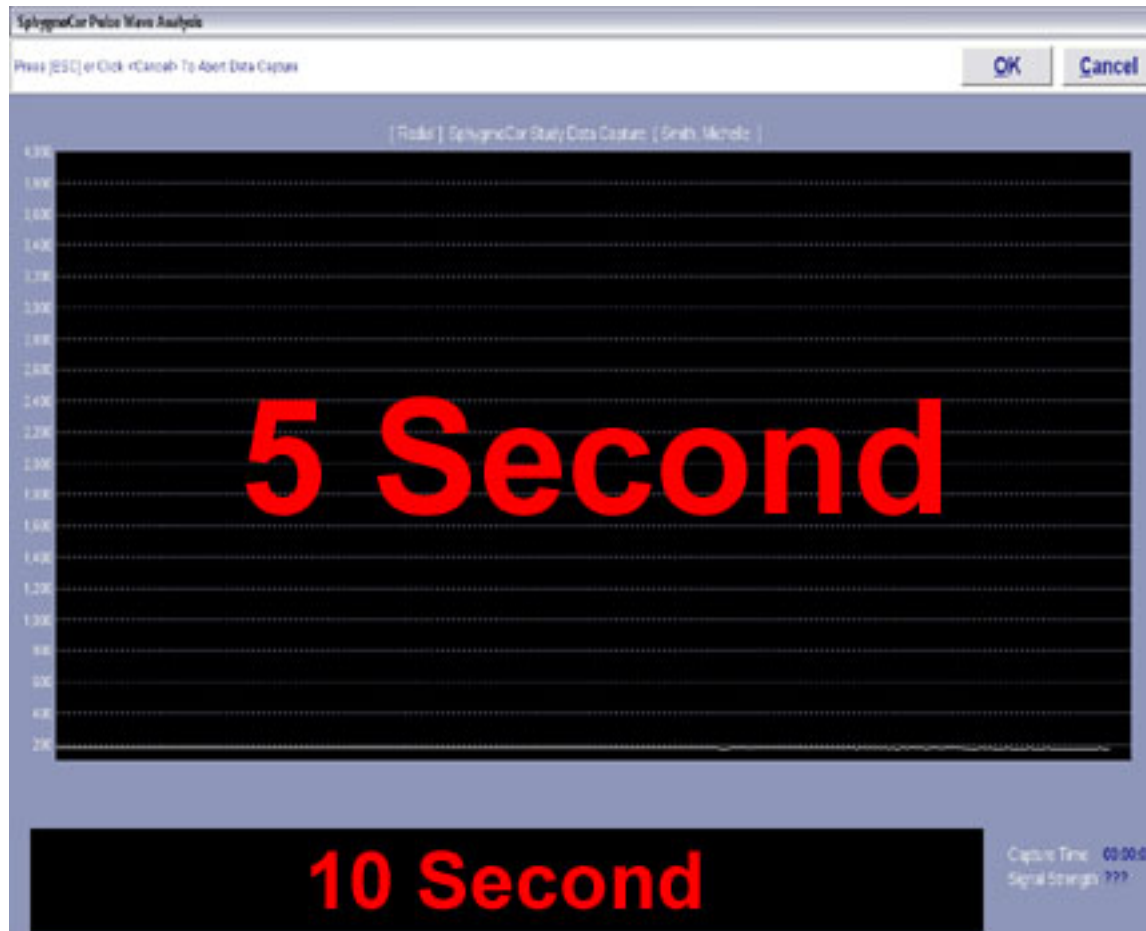 SphygmoCor Pulse Wave Analysis
Press [ESC] or Click <Cancel> To Abort Data Capture
OK
Cancel
[ Radial ] SphygmoCor Study Data Capture [ Smith, Michelle ]
4,000
3,800
3,600
3,400
3,200
3,000
2,800
2,600
2,400
2,200
2,000
1,800
1,600
1,400
1,200
1,000
800
600
400
200
5 Second
10 Second
Capture Time 00:00:0
Signal Strength ???